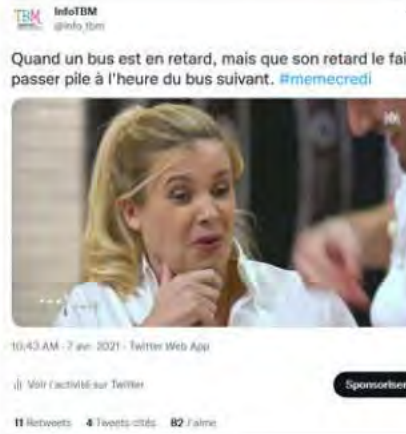 TBM
InfoTBM
@info_tbm
Quand un bus est en retard, mais que son retard le fai
passer pile à l'heure du bus suivant. #memecredi
10:43 AM · 7 avr. 2021 · Twitter Web App
Voir l'activité sur Twitter
Sponsoriser
11 Retweets 4 Tweets cités 82 J'aime